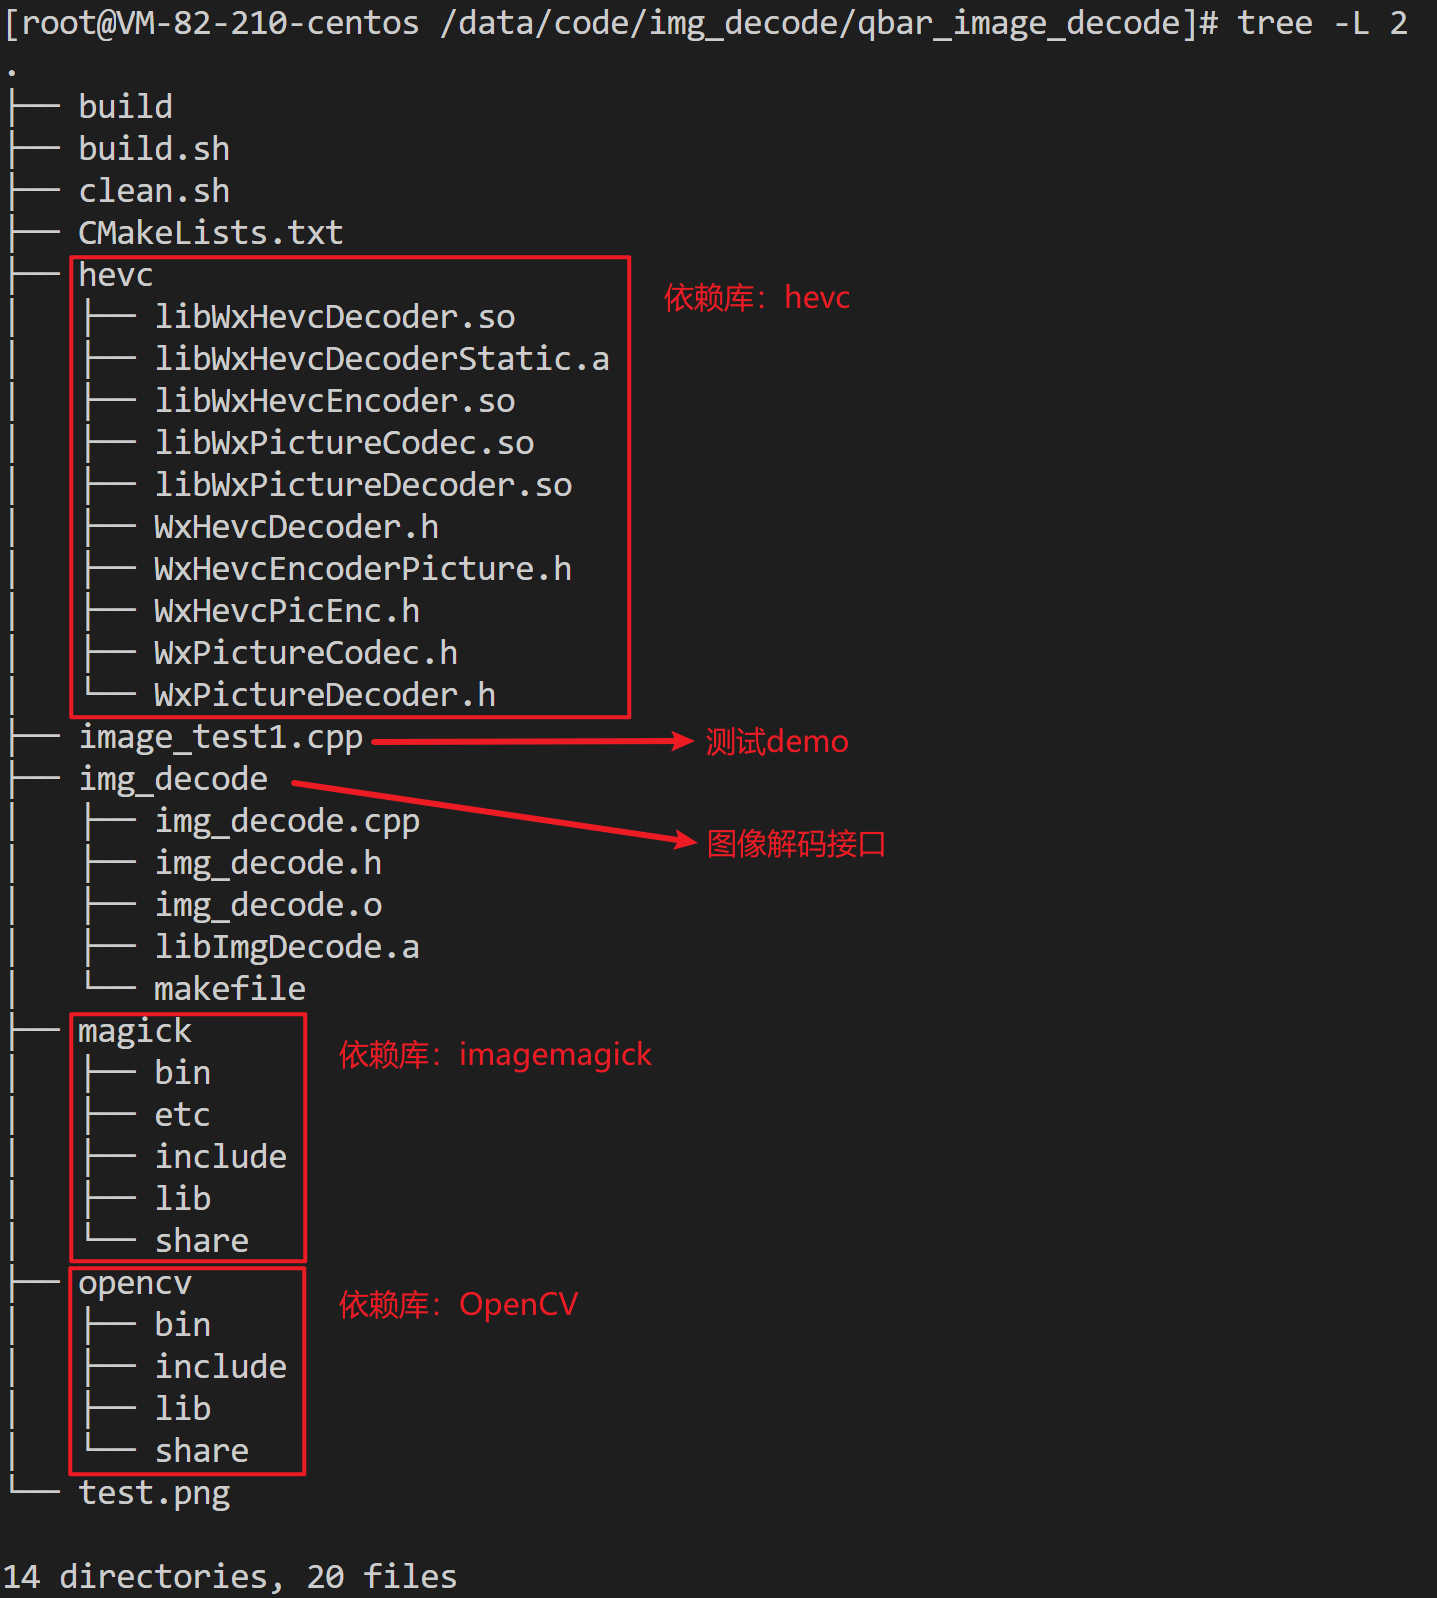 [root@VM-82-210-centos /data/code/img_decode/qbar_image_decode]# tree -L 2
.
├── build
├── build.sh
├── clean.sh
├── CMakeLists.txt
├── hevc
│   ├── libWxHevcDecoder.so
依赖库：hevc
│   ├── libWxHevcDecoderStatic.a
│   ├── libWxHevcEncoder.so
│   ├── libWxPictureCodec.so
│   ├── libWxPictureDecoder.so
│   ├── WxHevcDecoder.h
│   ├── WxHevcEncoderPicture.h
│   ├── WxHevcPicEnc.h
│   ├── WxPictureCodec.h
│   └── WxPictureDecoder.h
├── image_test1.cpp
测试demo
├── img_decode
│   ├── img_decode.cpp
图像解码接口
│   ├── img_decode.h
│   ├── img_decode.o
│   ├── libImgDecode.a
│   └── makefile
├── magick
依赖库：imagemagick
│   ├── bin
│   ├── etc
│   ├── include
│   ├── lib
│   └── share
├── opencv
依赖库：OpenCV
│   ├── bin
│   ├── include
│   ├── lib
│   └── share
└── test.png
14 directories, 20 files